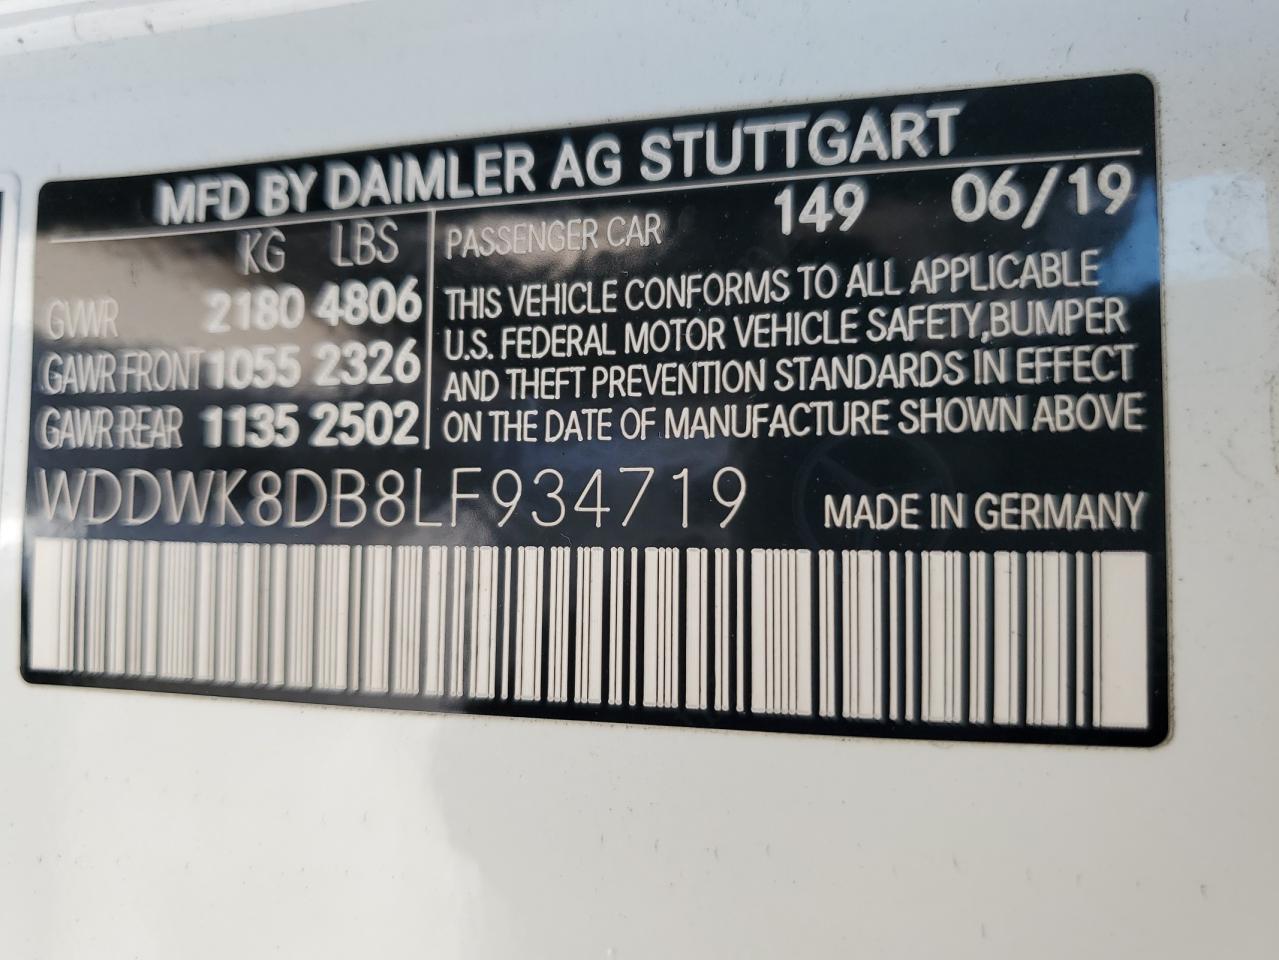 MFD BY DAIMLER AG STUTTGART
KG LBS
GVWR 2180 4806
GAWR FRONT 1055 2326
GAWR REAR 1135 2502
PASSENGER CAR 149 06/19
THIS VEHICLE CONFORMS TO ALL APPLICABLE
U.S. FEDERAL MOTOR VEHICLE SAFETY,BUMPER
AND THEFT PREVENTION STANDARDS IN EFFECT
ON THE DATE OF MANUFACTURE SHOWN ABOVE
WDDWK8DB8LF934719 MADE IN GERMANY